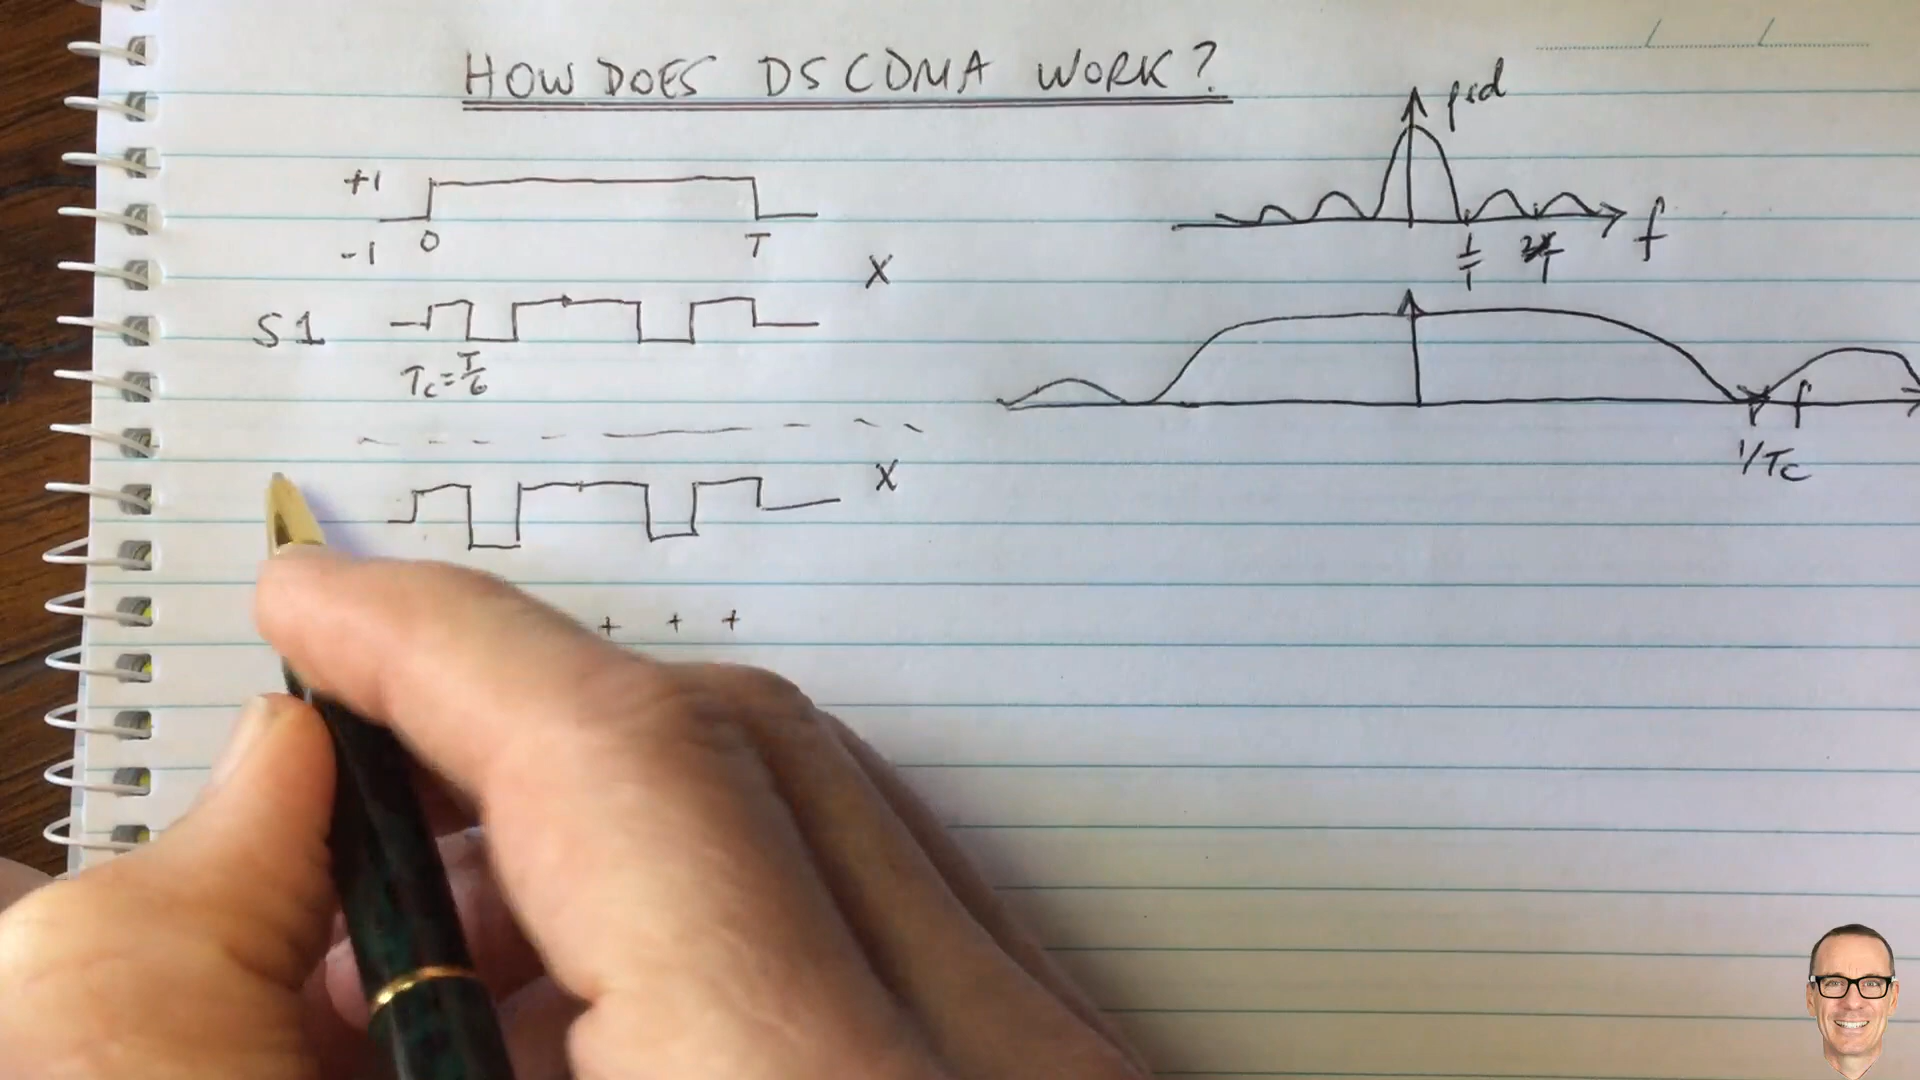 HOW DOES DS CDMA WORK?
psd
+1
-1 0 T
X
f
1/T
S1
Tc = T/6
f
1/Tc
X
+ + +